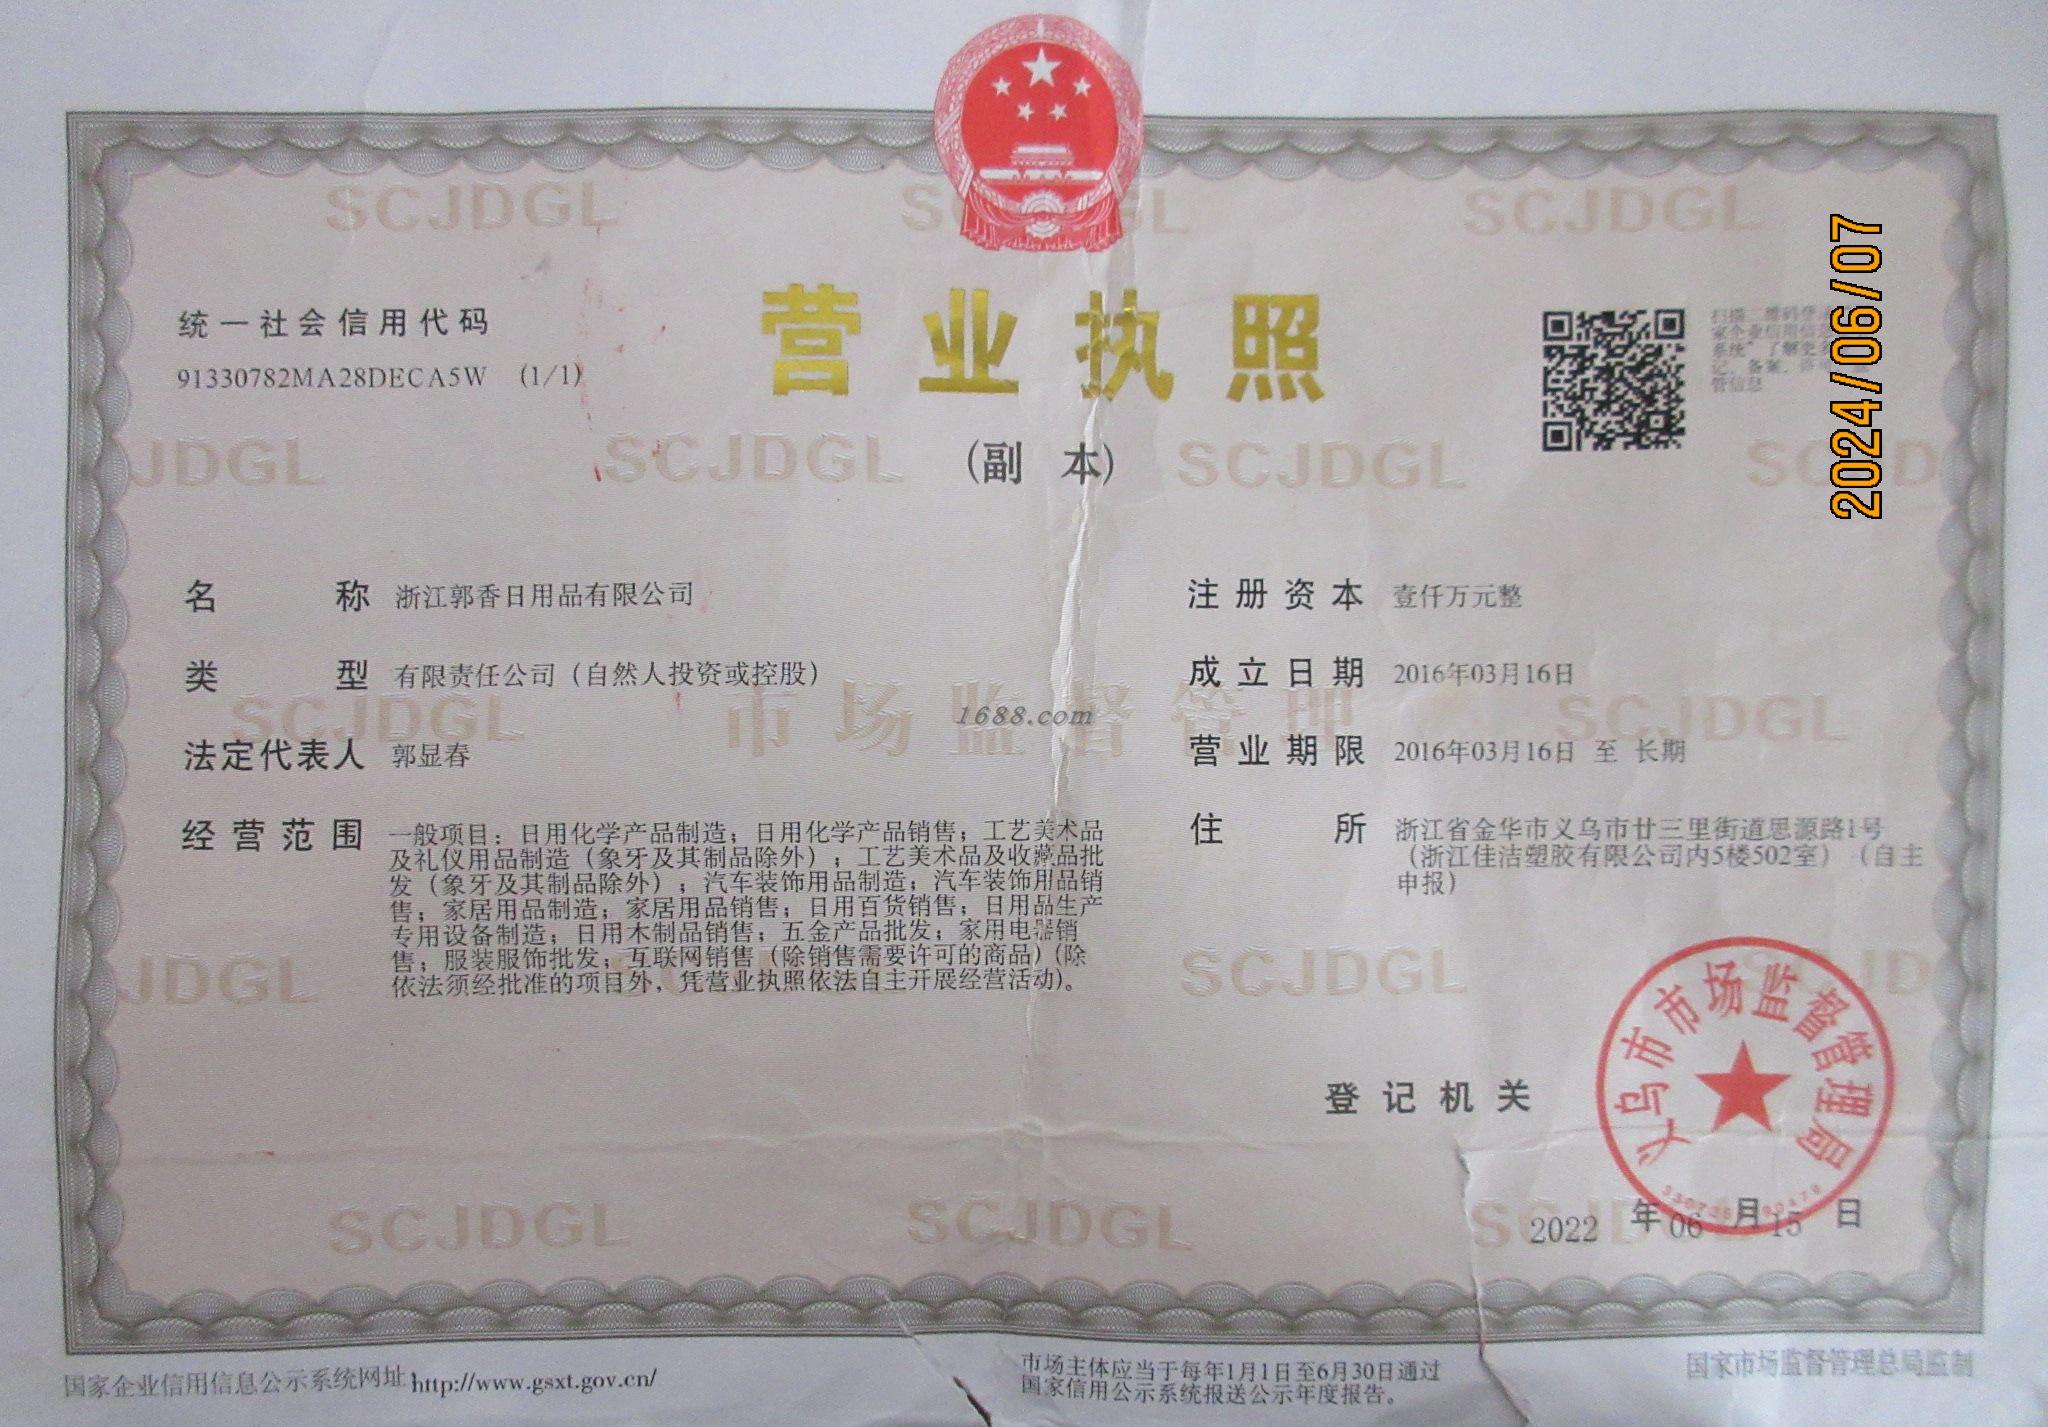 2024/06/07
统一社会信用代码
91330782MA28DECA5W (1/1)
营业执照
(副 本)
名 称 浙江郭香日用品有限公司
类 型 有限责任公司（自然人投资或控股）
法定代表人 郭显春
经营范围 一般项目：日用化学产品制造；日用化学产品销售；工艺美术品
及礼仪用品制造（象牙及其制品除外）；工艺美术品及收藏品批
发（象牙及其制品除外）；汽车装饰用品制造；汽车装饰用品销
售；家居用品制造；家居用品销售；日用百货销售；日用品生产
专用设备制造；日用木制品销售；五金产品批发；家用电器销
售；服装服饰批发；互联网销售（除销售需要许可的商品）(除
依法须经批准的项目外，凭营业执照依法自主开展经营活动)。
注册资本 壹仟万元整
成立日期 2016年03月16日
营业期限 2016年03月16日 至 长期
住 所 浙江省金华市义乌市廿三里街道思源路1号
（浙江佳洁塑胶有限公司内5楼502室）（自主
申报）
1688.com
市场监督管理
SCJDGL
登记机关
义乌市市场监督管理局
2022 年 06 月 15 日
国家企业信用信息公示系统网址 http://www.gsxt.gov.cn/
市场主体应当于每年1月1日至6月30日通过
国家信用公示系统报送公示年度报告。
国家市场监督管理总局监制